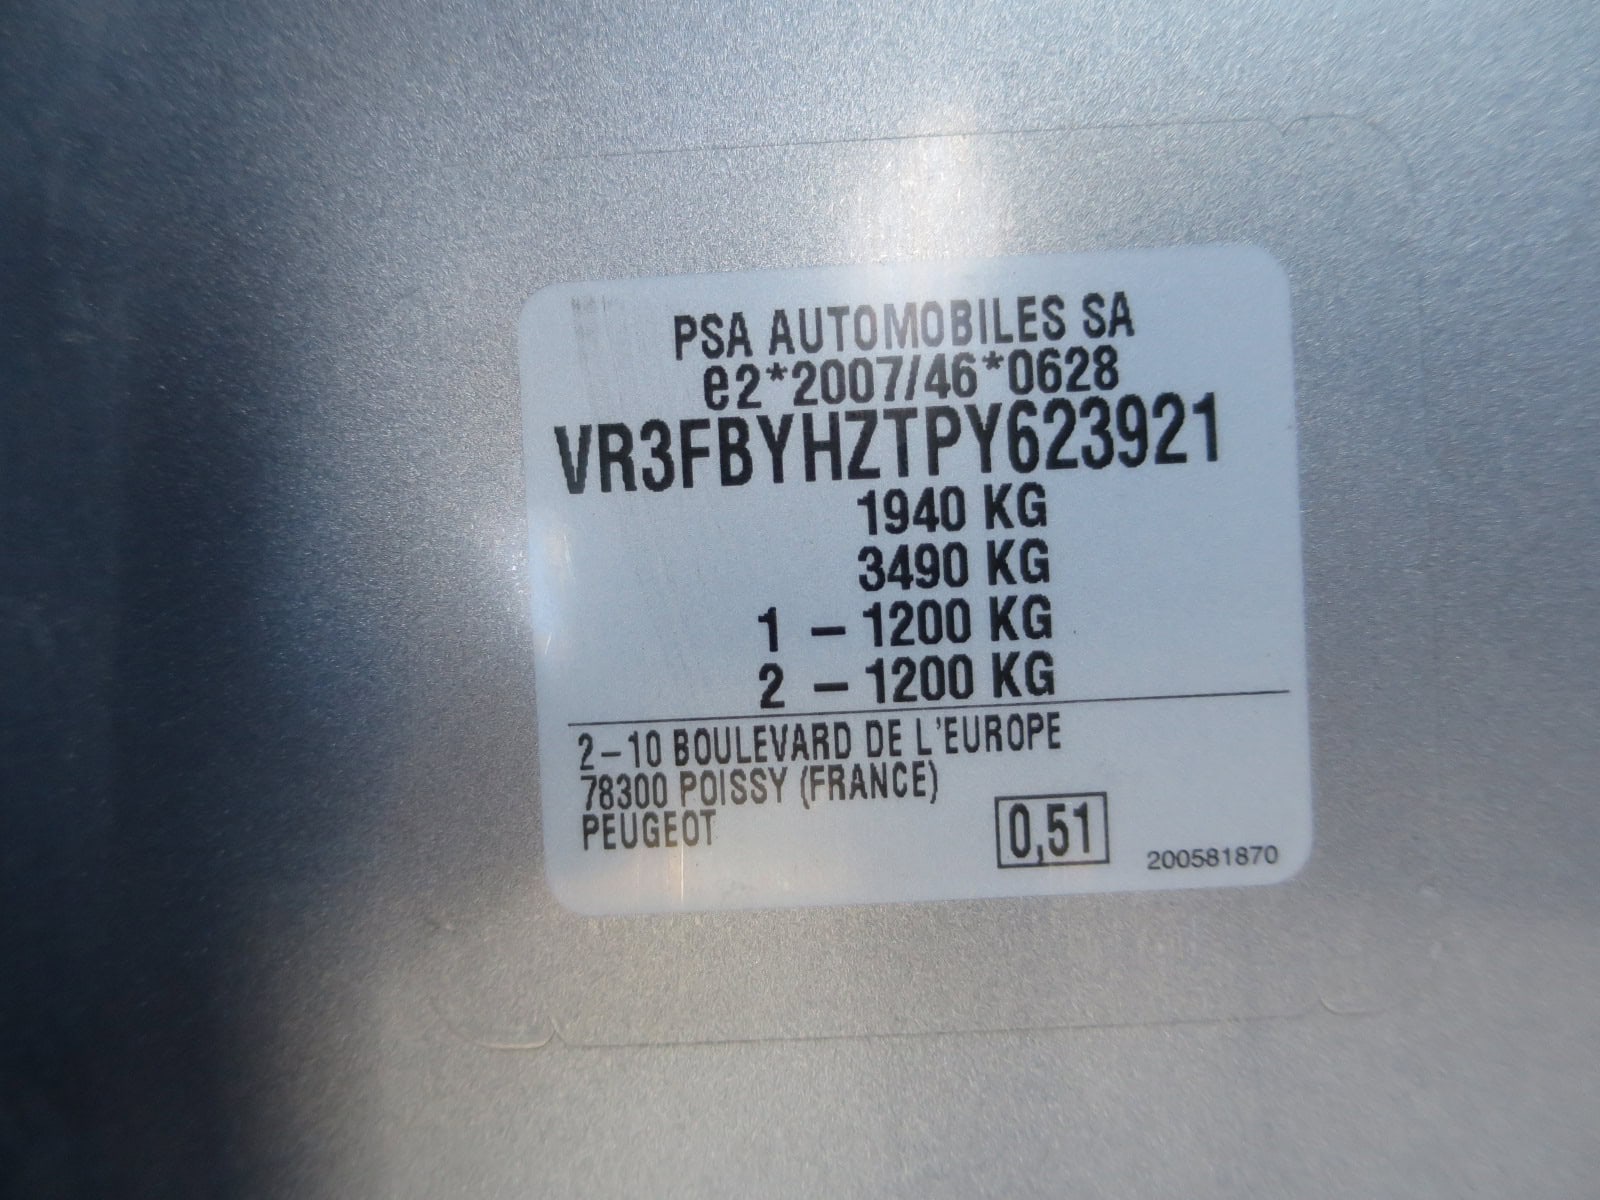 PSA AUTOMOBILES SA
e2*2007/46*0628
VR3FBYHZTPY623921
1940 KG
3490 KG
1 – 1200 KG
2 – 1200 KG
2–10 BOULEVARD DE L'EUROPE
78300 POISSY (FRANCE)
PEUGEOT
0,51
200581870